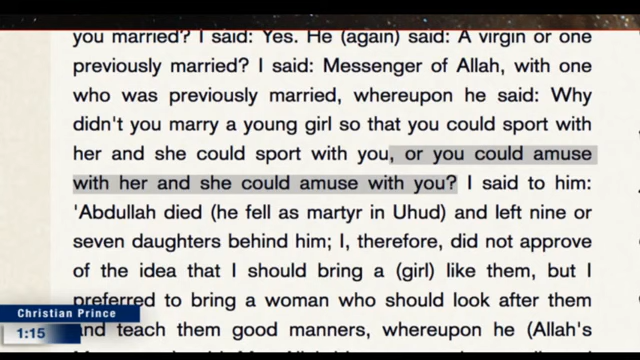 you married? I said: Yes. He (again) said: A virgin or one
previously married? I said: Messenger of Allah, with one
who was previously married, whereupon he said: Why
didn't you marry a young girl so that you could sport with
her and she could sport with you, or you could amuse
with her and she could amuse with you? I said to him:
'Abdullah died (he fell as martyr in Uhud) and left nine or
seven daughters behind him; I, therefore, did not approve
of the idea that I should bring a (girl) like them, but I
preferred to bring a woman who should look after them
and teach them good manners, whereupon he (Allah's
Christian Prince
1:15